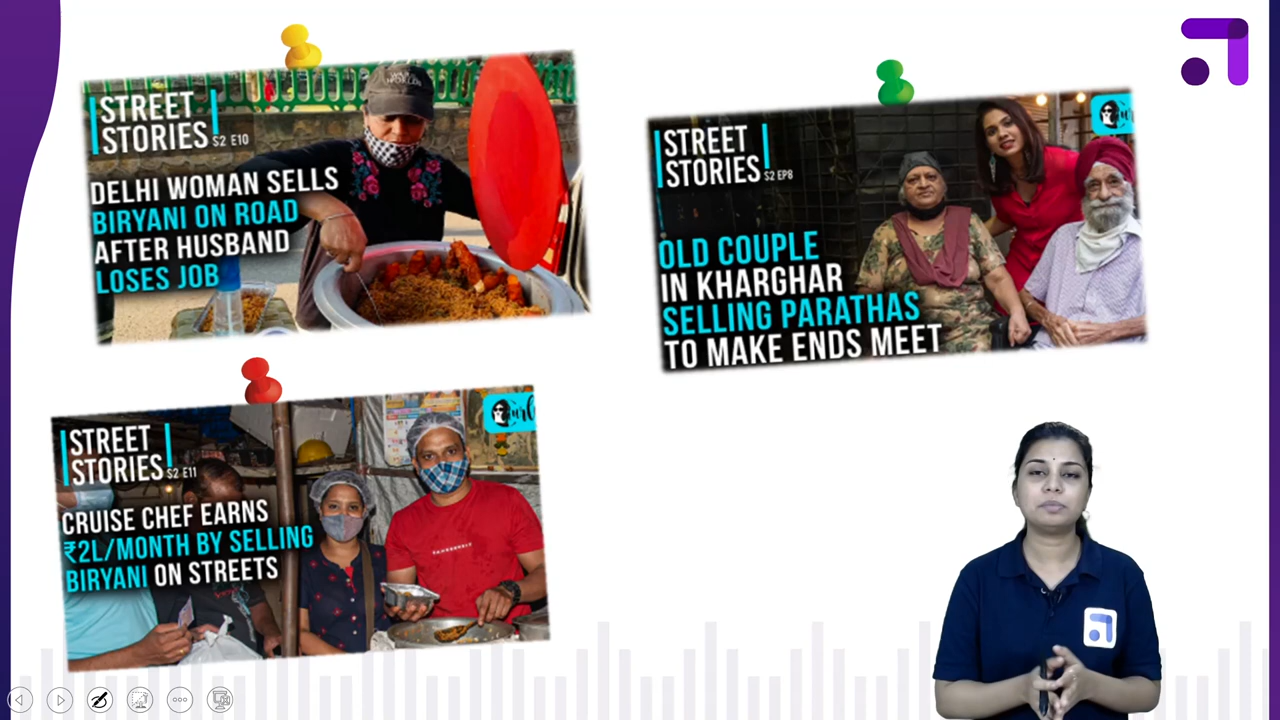 STREET
STORIES S2 E10
DELHI WOMAN SELLS
BIRYANI ON ROAD
AFTER HUSBAND
LOSES JOB
STREET
STORIES S2 EP8
OLD COUPLE
IN KHARGHAR
SELLING PARATHAS
TO MAKE ENDS MEET
STREET
STORIES S2 E11
CRUISE CHEF EARNS
₹2L/MONTH BY SELLING
BIRYANI ON STREETS